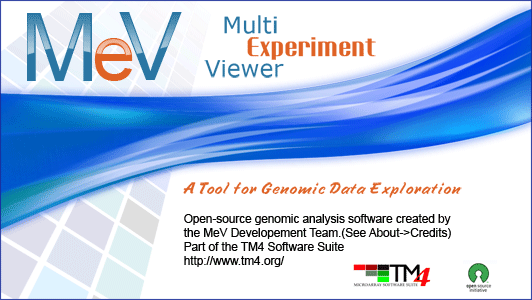 MeV
Multi
Experiment
Viewer
A Tool for Genomic Data Exploration
Open-source genomic analysis software created by
the MeV Developement Team.(See About->Credits)
Part of the TM4 Software Suite
http://www.tm4.org/
TM4
MICROARRAY SOFTWARE SUITE
open source
initiative